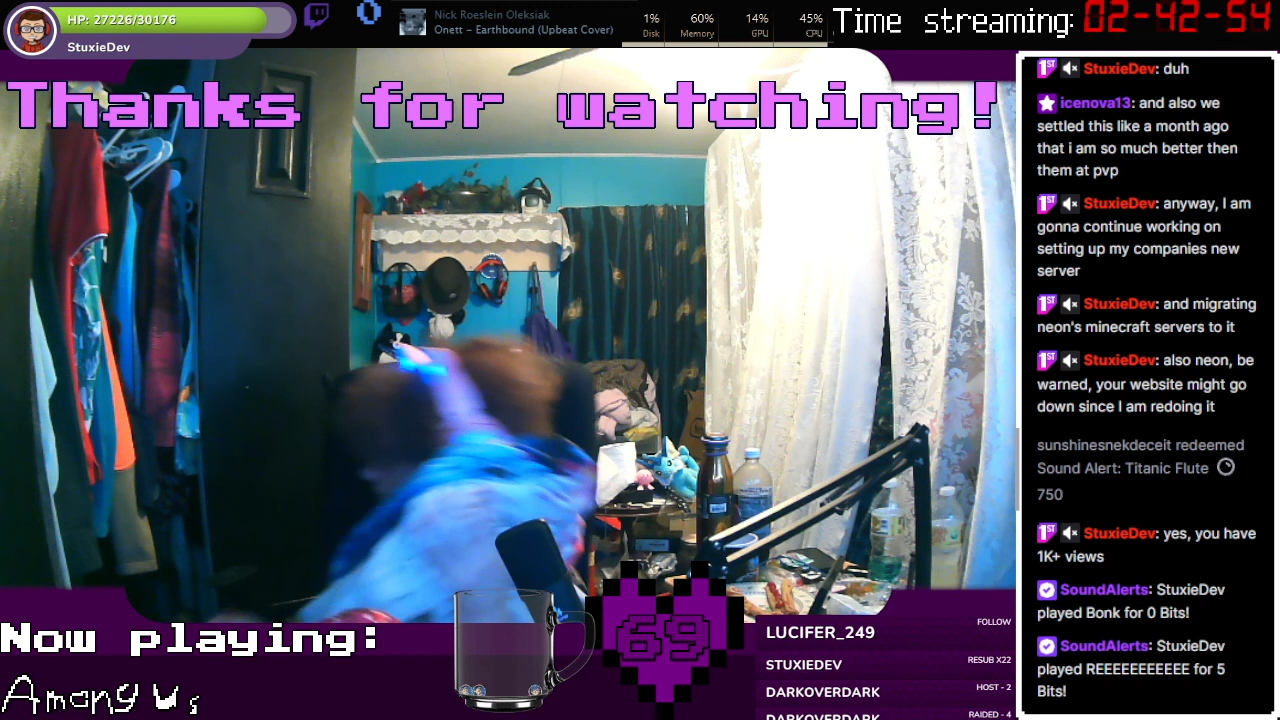 HP: 27226/30176
StuxieDev
Nick Roeslein Oleksiak
Onett - Earthbound (Upbeat Cover)
1% 60% 14% 45%
Disk Memory GPU CPU
Time streaming: 02-42-54
Thanks for watching!
StuxieDev: duh
icenova13: and also we
settled this like a month ago
that i am so much better then
them at pvp
StuxieDev: anyway, I am
gonna continue working on
setting up my companies new
server
StuxieDev: and migrating
neon's minecraft servers to it
StuxieDev: also neon, be
warned, your website might go
down since I am redoing it
sunshinesnekdeceit redeemed
Sound Alert: Titanic Flute
750
StuxieDev: yes, you have
1K+ views
SoundAlerts: StuxieDev
played Bonk for 0 Bits!
SoundAlerts: StuxieDev
played REEEEEEEEEEE for 5
Bits!
Now playing:
Among Us
69
LUCIFER_249 FOLLOW
STUXIEDEV RESUB X22
DARKOVERDARK HOST - 2
DARKOVERDARK RAIDED - 4